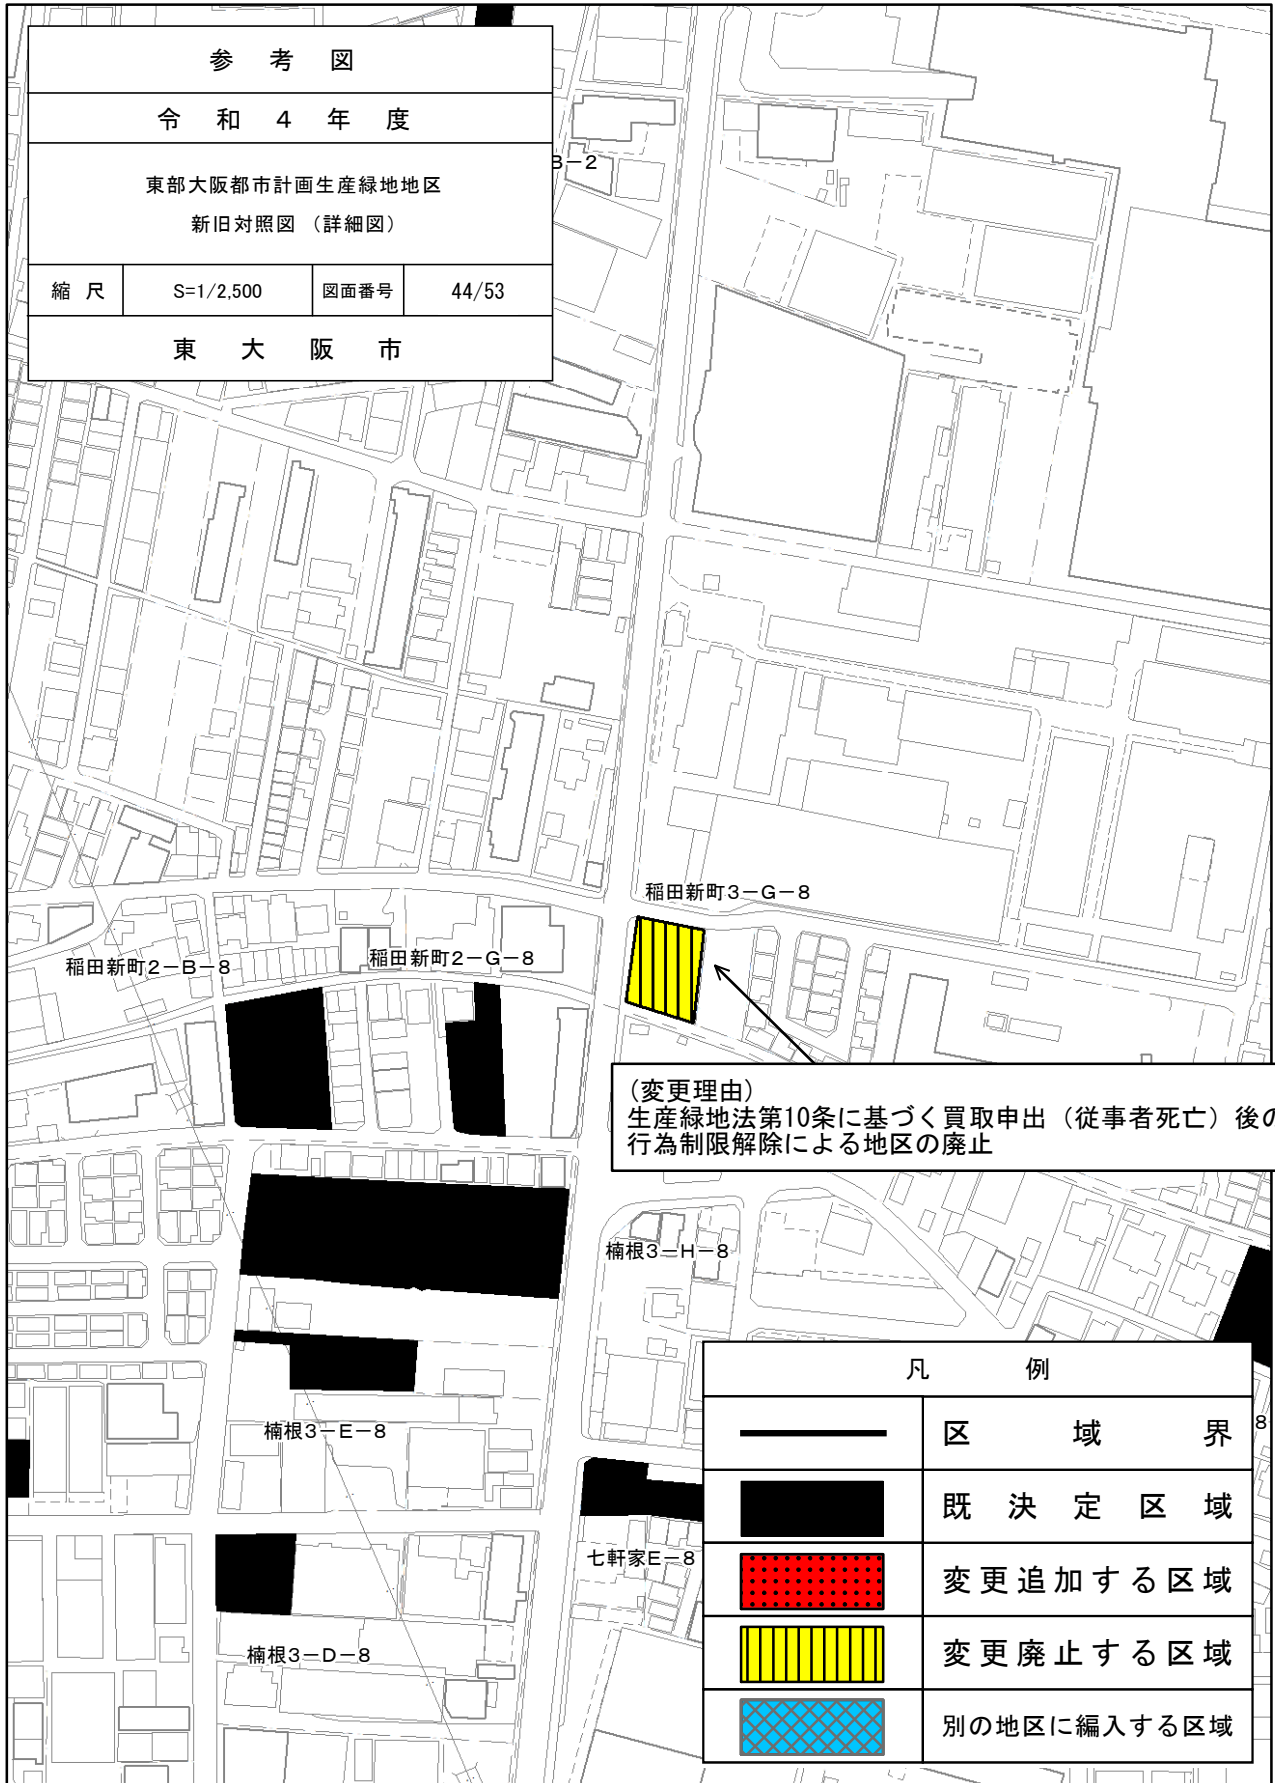 参考図
令和4年度
東部大阪都市計画生産緑地地区
新旧対照図（詳細図）
縮尺 S=1/2,500 図面番号 44/53
東大阪市
B－2
稲田新町3－G－8
稲田新町2－B－8
稲田新町2－G－8
(変更理由)
生産緑地法第10条に基づく買取申出（従事者死亡）後の
行為制限解除による地区の廃止
楠根3－H－8
楠根3－E－8
七軒家E－8
楠根3－D－8
8
凡例
区域界
既決定区域
変更追加する区域
変更廃止する区域
別の地区に編入する区域